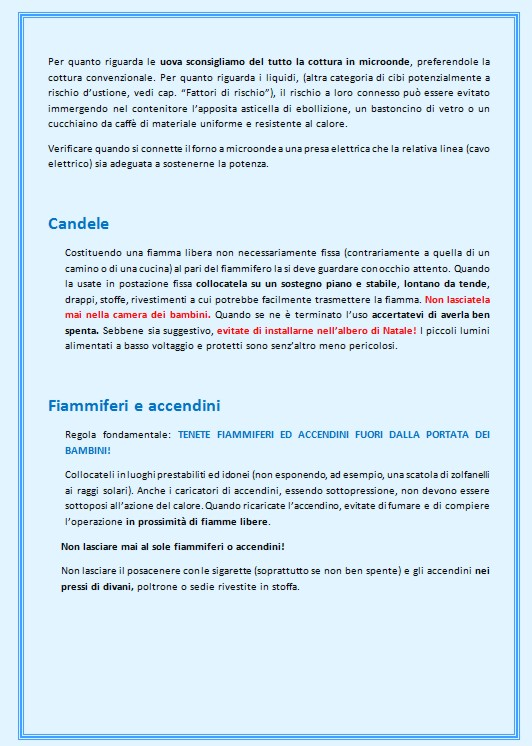 Per quanto riguarda le uova sconsigliamo del tutto la cottura in microonde, preferendole la
cottura convenzionale. Per quanto riguarda i liquidi, (altra categoria di cibi potenzialmente a
rischio d'ustione, vedi cap. "Fattori di rischio"), il rischio a loro connesso può essere evitato
immergendo nel contenitore l'apposita asticella di ebollizione, un bastoncino di vetro o un
cucchiaino da caffè di materiale uniforme e resistente al calore.
Verificare quando si connette il forno a microonde a una presa elettrica che la relativa linea (cavo
elettrico) sia adeguata a sostenerne la potenza.
Candele
Costituendo una fiamma libera non necessariamente fissa (contrariamente a quella di un
camino o di una cucina) al pari del fiammifero la si deve guardare con occhio attento. Quando
la usate in postazione fissa collocatela su un sostegno piano e stabile, lontano da tende,
drappi, stoffe, rivestimenti a cui potrebbe facilmente trasmettere la fiamma. Non lasciatela
mai nella camera dei bambini. Quando se ne è terminato l'uso accertatevi di averla ben
spenta. Sebbene sia suggestivo, evitate di installarne nell'albero di Natale! I piccoli lumini
alimentati a basso voltaggio e protetti sono senz'altro meno pericolosi.
Fiammiferi e accendini
Regola fondamentale: TENETE FIAMMIFERI ED ACCENDINI FUORI DALLA PORTATA DEI
BAMBINI!
Collocateli in luoghi prestabiliti ed idonei (non esponendo, ad esempio, una scatola di zolfanelli
ai raggi solari). Anche i caricatori di accendini, essendo sottopressione, non devono essere
sottoposi all'azione del calore. Quando ricaricate l'accendino, evitate di fumare e di compiere
l'operazione in prossimità di fiamme libere.
Non lasciare mai al sole fiammiferi o accendini!
Non lasciare il posacenere con le sigarette (soprattutto se non ben spente) e gli accendini nei
pressi di divani, poltrone o sedie rivestite in stoffa.